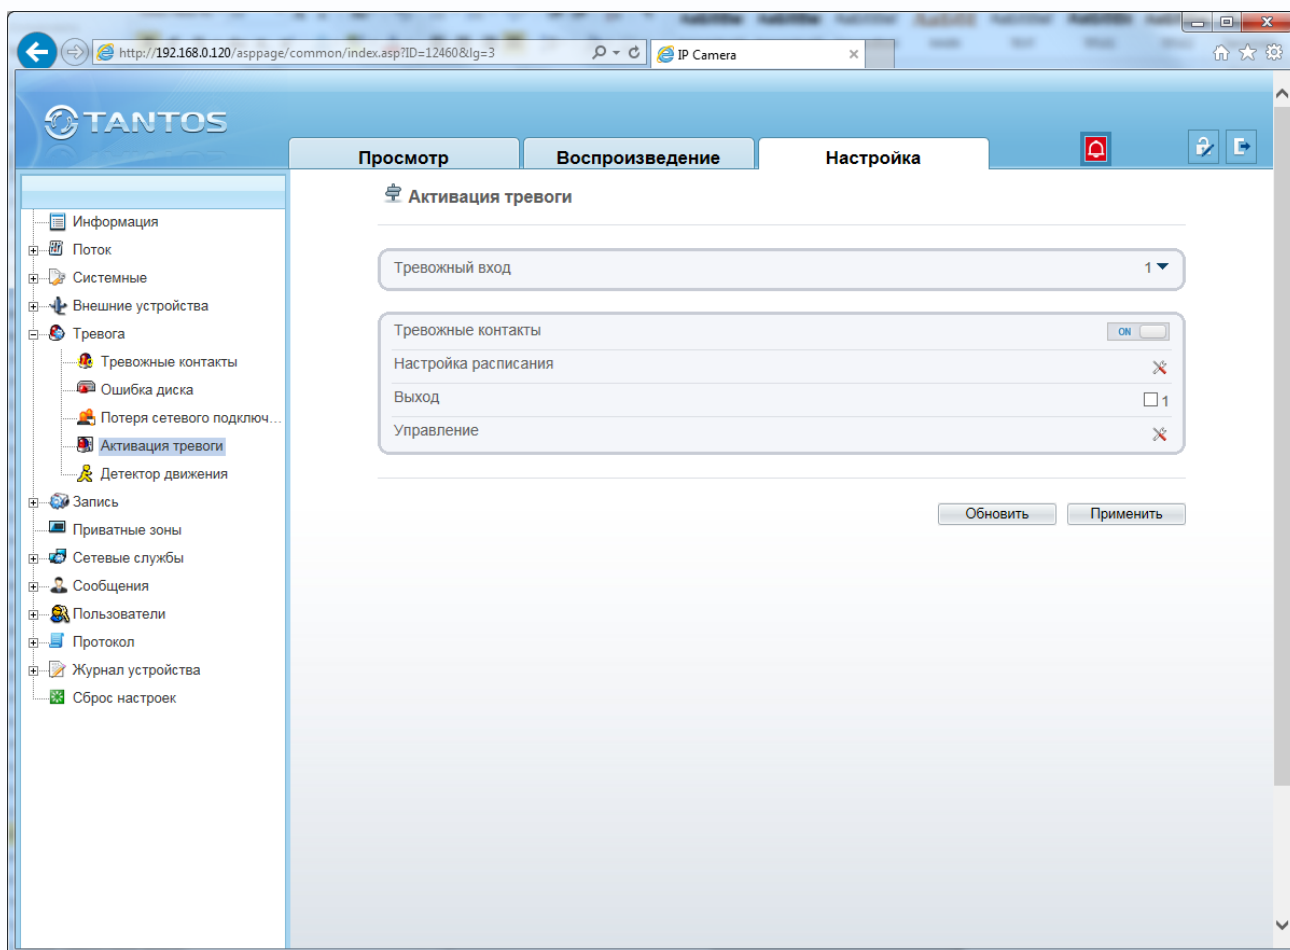 http://192.168.0.120/asppage/common/index.asp?ID=12460&lg=3
IP Camera
TANTOS
Просмотр
Воспроизведение
Настройка
Информация
Поток
Системные
Внешние устройства
Тревога
Тревожные контакты
Ошибка диска
Потеря сетевого подключ...
Активация тревоги
Детектор движения
Запись
Приватные зоны
Сетевые службы
Сообщения
Пользователи
Протокол
Журнал устройства
Сброс настроек
Активация тревоги
Тревожный вход 1
Тревожные контакты ON
Настройка расписания
Выход 1
Управление
Обновить Применить